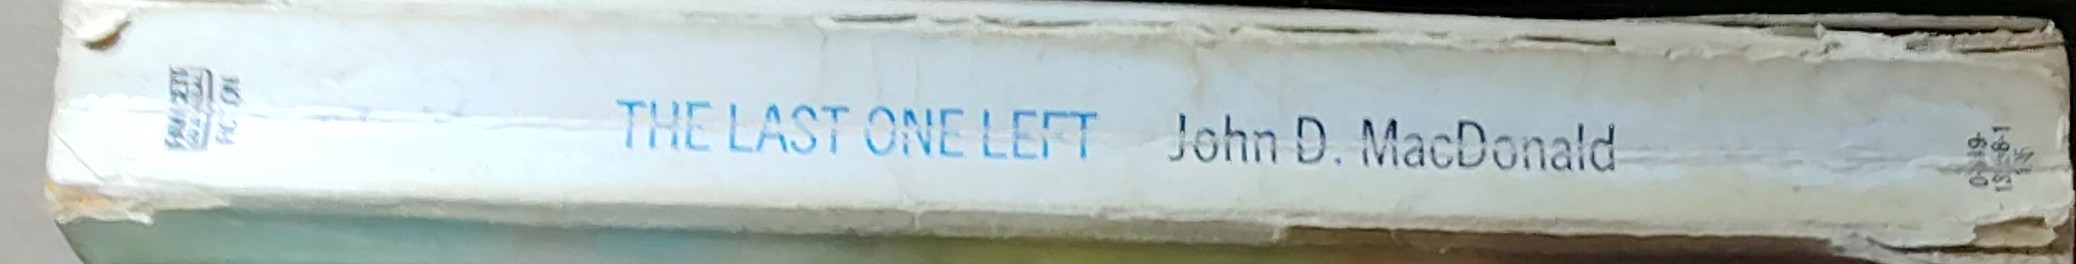 THE LAST ONE LEFT John D. MacDonald